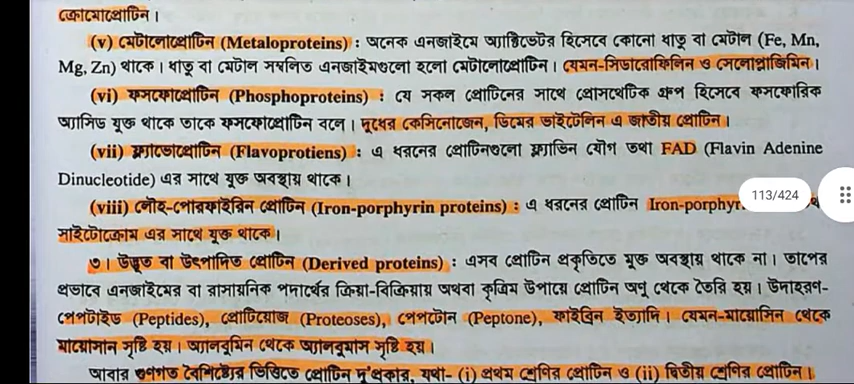 ক্রোমোপ্রোটিন।
(v) মেটালোপ্রোটিন (Metaloproteins) : অনেক এনজাইমে অ্যাক্টিভেটর হিসেবে কোনো ধাতু বা মেটাল (Fe, Mn,
Mg, Zn) থাকে। ধাতু বা মেটাল সম্বলিত এনজাইমগুলো হলো মেটালোপ্রোটিন। যেমন-সিডারোফিলিন ও সেলোপ্লাজিমিন।
(vi) ফসফোপ্রোটিন (Phosphoproteins) : যে সকল প্রোটিনের সাথে প্রোসথেটিক গ্রুপ হিসেবে ফসফোরিক
অ্যাসিড যুক্ত থাকে তাকে ফসফোপ্রোটিন বলে। দুধের কেসিনোজেন, ডিমের ভাইটেলিন এ জাতীয় প্রোটিন।
(vii) ফ্ল্যাভোপ্রোটিন (Flavoprotiens) : এ ধরনের প্রোটিনগুলো ফ্ল্যাভিন যৌগ তথা FAD (Flavin Adenine
Dinucleotide) এর সাথে যুক্ত অবস্থায় থাকে।
113/424
(viii) লৌহ-পোরফাইরিন প্রোটিন (Iron-porphyrin proteins) : এ ধরনের প্রোটিন Iron-porphyr
সাইটোক্রোম এর সাথে যুক্ত থাকে।
৩। উদ্ভূত বা উৎপাদিত প্রোটিন (Derived proteins) : এসব প্রোটিন প্রকৃতিতে মুক্ত অবস্থায় থাকে না। তাপের
প্রভাবে এনজাইমের বা রাসায়নিক পদার্থের ক্রিয়া-বিক্রিয়ায় অথবা কৃত্রিম উপায়ে প্রোটিন অণু থেকে তৈরি হয়। উদাহরণ-
পেপটাইড (Peptides), প্রোটিয়োজ (Proteoses), পেপটোন (Peptone), ফাইব্রিন ইত্যাদি। যেমন-মায়োসিন থেকে
মায়োসান সৃষ্টি হয়। অ্যালবুমিন থেকে অ্যালবুমাস সৃষ্টি হয়।
আবার গুণগত বৈশিষ্ট্যের ভিত্তিতে প্রোটিন দু'প্রকার, যথা- (i) প্রথম শ্রেণির প্রোটিন ও (ii) দ্বিতীয় শ্রেণির প্রোটিন।